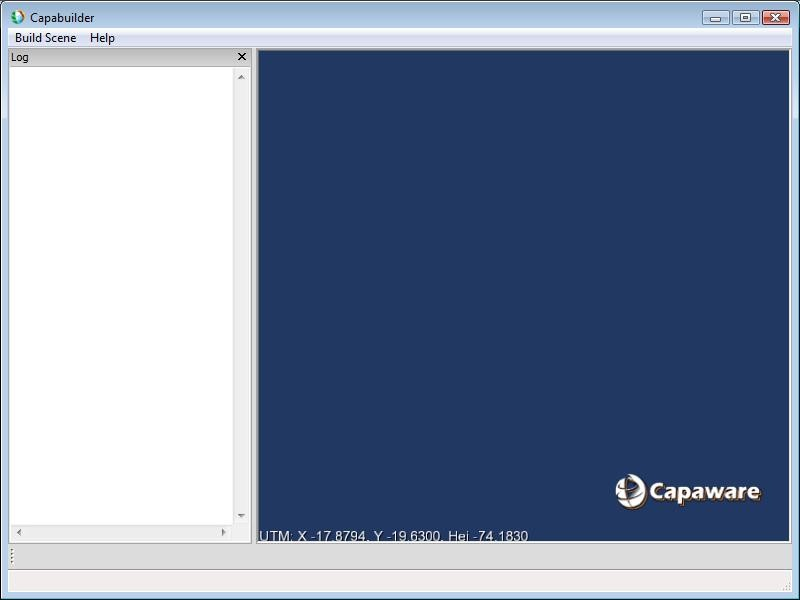 Capabuilder
Build Scene Help
Log
Capaware
UTM: X -17.8794, Y -19.6300, Hei -74.1830